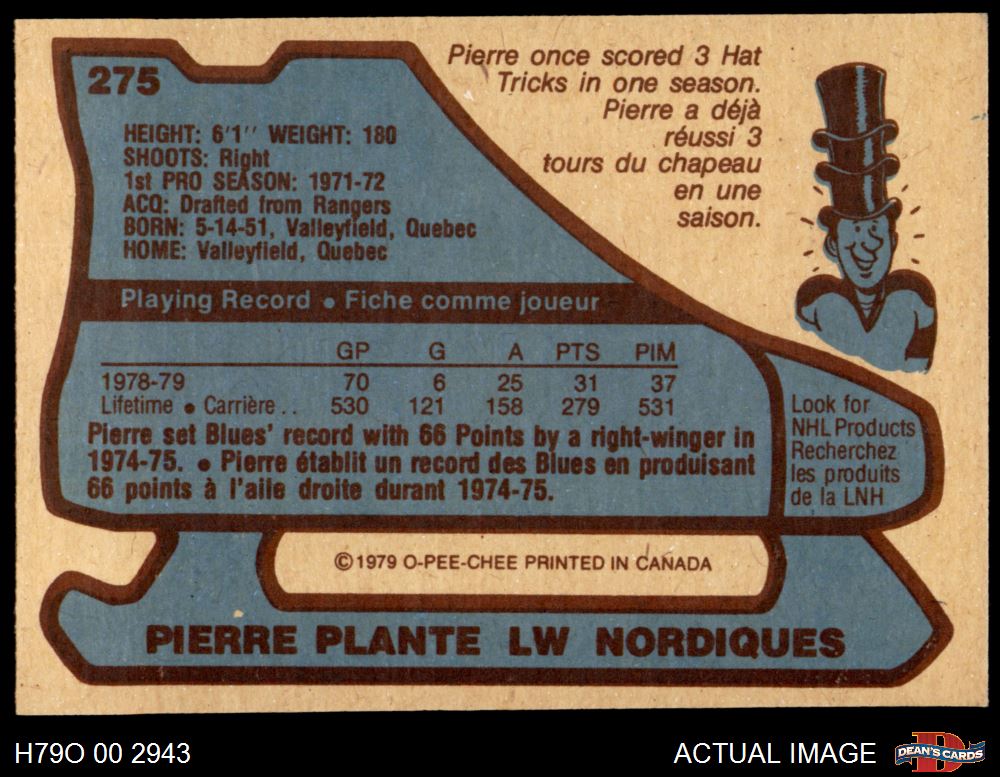 275
Pierre once scored 3 Hat
Tricks in one season.
Pierre a déjà
réussi 3
tours du chapeau
en une
saison.
HEIGHT: 6'1'' WEIGHT: 180
SHOOTS: Right
1st PRO SEASON: 1971-72
ACQ: Drafted from Rangers
BORN: 5-14-51, Valleyfield, Quebec
HOME: Valleyfield, Quebec
Playing Record • Fiche comme joueur
GP G A PTS PIM
1978-79 70 6 25 31 37
Lifetime • Carrière . . 530 121 158 279 531
Pierre set Blues' record with 66 Points by a right-winger in
1974-75. • Pierre établit un record des Blues en produisant
66 points à l'aile droite durant 1974-75.
Look for
NHL Products
Recherchez
les produits
de la LNH
© 1979 O-PEE-CHEE PRINTED IN CANADA
PIERRE PLANTE LW NORDIQUES
H79O 00 2943
ACTUAL IMAGE
D
DEAN'S CARDS